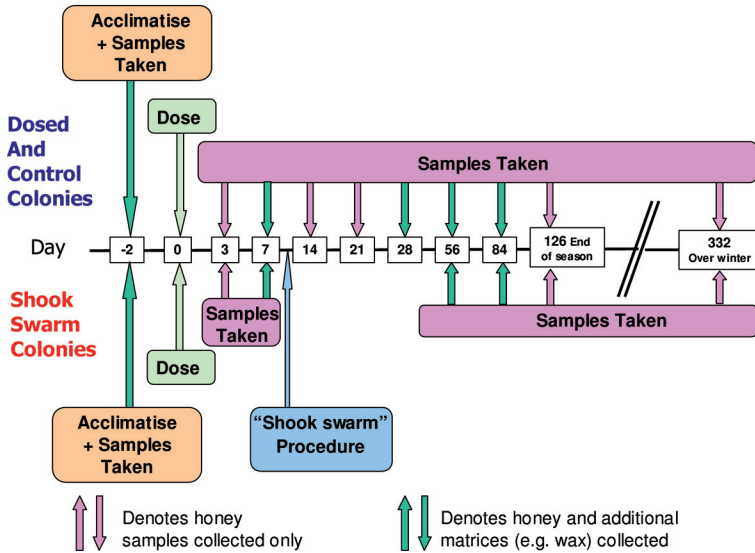 Acclimatise
+ Samples
Taken
Dosed
And
Control
Colonies
Dose
Samples Taken
Day
-2
0
3
7
14
21
28
56
84
126 End
of season
332
Over winter
Shook
Swarm
Colonies
Samples
Taken
Samples Taken
Dose
Acclimatise
+ Samples
Taken
“Shook swarm”
Procedure
Denotes honey
samples collected only
Denotes honey and additional
matrices (e.g. wax) collected